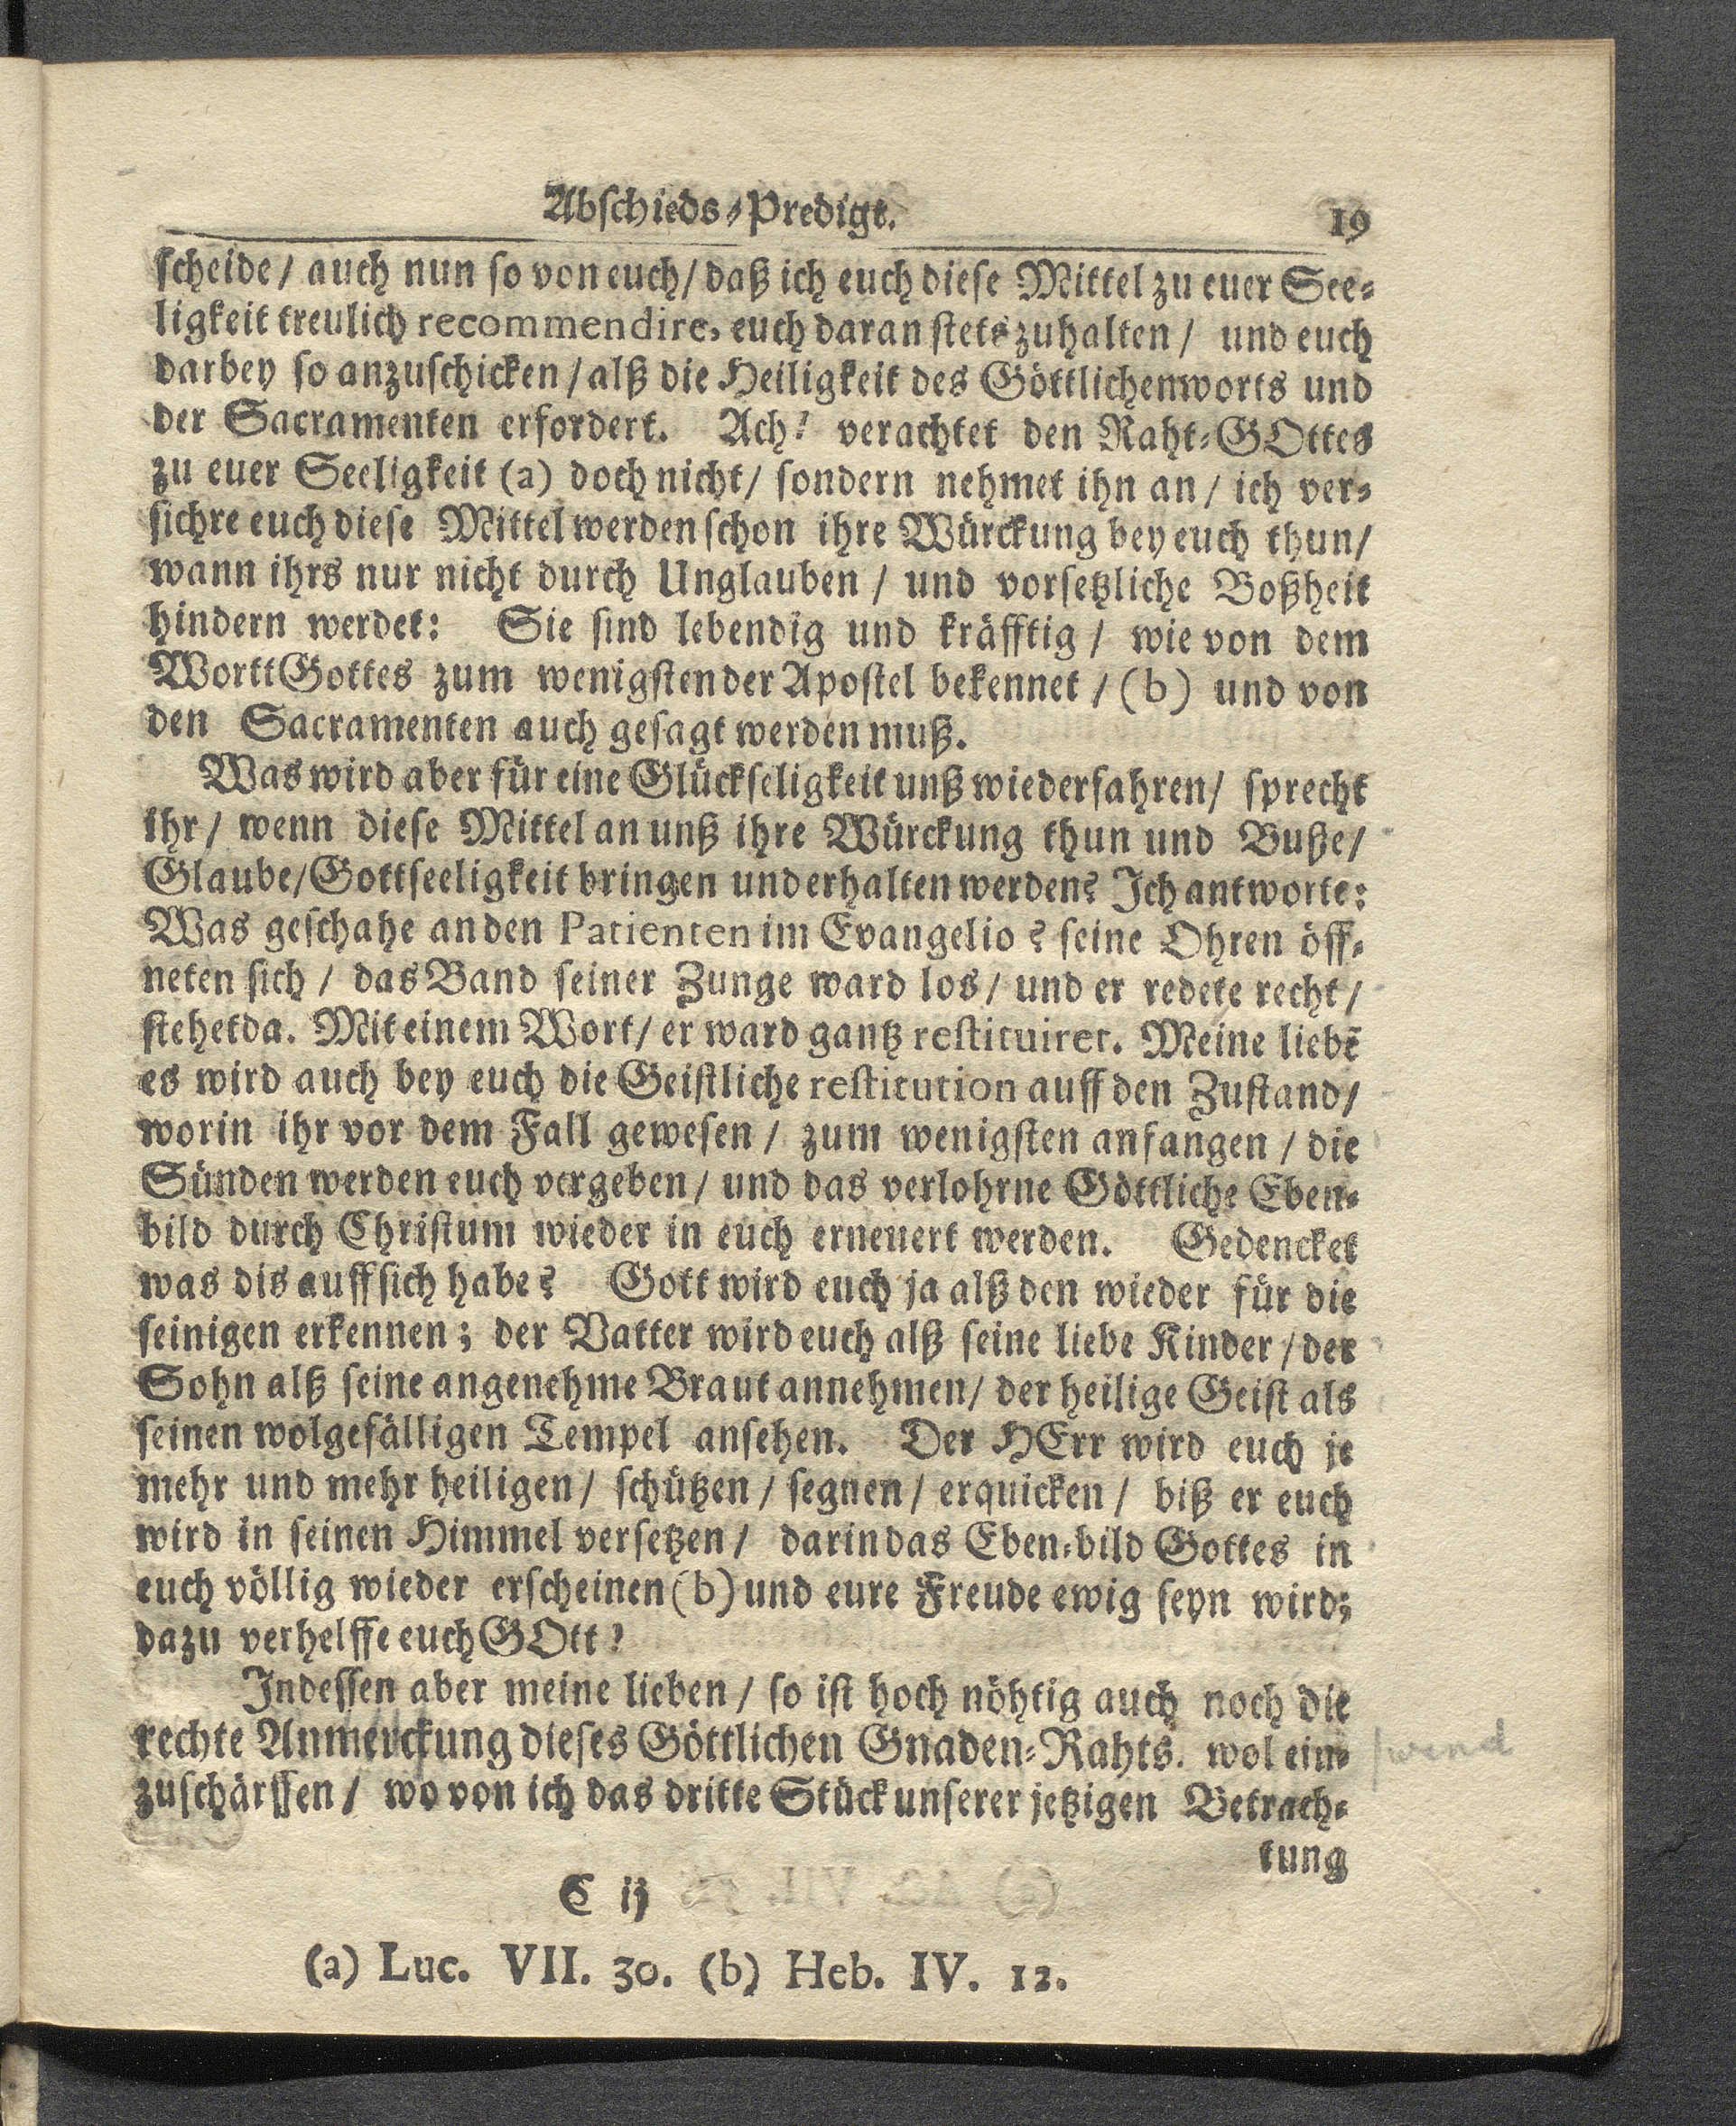 Abschieds-Predigt. 19
scheide/ auch nun so von euch/ daß ich euch diese Mittel zu euer See-
ligkeit treulich recommendire, euch daran stets zuhalten/ und euch
darbey so anzuschicken/ alß die Heiligkeit des Göttlichenworts und
der Sacramenten erfordert. Ach! verachtet den Raht-GOttes
zu euer Seeligkeit (a) doch nicht/ sondern nehmet ihn an/ ich ver-
sichre euch diese Mittel werden schon ihre Würckung bey euch thun/
wann ihrs nur nicht durch Unglauben/ und vorsetzliche Boßheit
hindern werdet: Sie sind lebendig und kräfftig/ wie von dem
WorttGottes zum wenigsten der Apostel bekennet/ (b) und von
den Sacramenten auch gesagt werden muß.
Was wird aber für eine Glückseligkeit unß wiederfahren/ sprecht
ihr/ wenn diese Mittel an unß ihre Würckung thun und Buße/
Glaube/Gottseeligkeit bringen und erhalten werden? Ich antworte:
Was geschahe an den Patienten im Evangelio? seine Ohren öff-
neten sich/ das Band seiner Zunge ward los/ und er redete recht/
stehet da. Mit einem Wort/ er ward gantz restituiret. Meine liebē
es wird auch bey euch die Geistliche restitution auff den Zustand/
worin ihr vor dem Fall gewesen/ zum wenigsten anfangen/ die
Sünden werden euch vergeben/ und das verlohrne Göttliche Eben-
bild durch Christum wieder in euch erneuert werden. Gedencket
was dis auff sich habe? Gott wird euch ja alß den wieder für die
seinigen erkennen; der Vatter wird euch alß seine liebe Kinder/ der
Sohn alß seine angenehme Braut annehmen/ der heilige Geist als
seinen wolgefälligen Tempel ansehen. Der HErr wird euch je
mehr und mehr heiligen/ schützen/ segnen/ erquicken/ biß er euch
wird in seinen Himmel versetzen/ darin das Eben-bild Gottes in
euch völlig wieder erscheinen (b) und eure Freude ewig seyn wird;
dazu verhelffe euch GOtt!
Indessen aber meine lieben/ so ist hoch nöhtig auch noch die
rechte Anmerckung dieses Göttlichen Gnaden-Rahts. wol ein-
wend
zuschärffen/ wo von ich das dritte Stück unserer jetzigen Betrach-
tung
C ij
(a) Luc. VII. 30. (b) Heb. IV. 12.